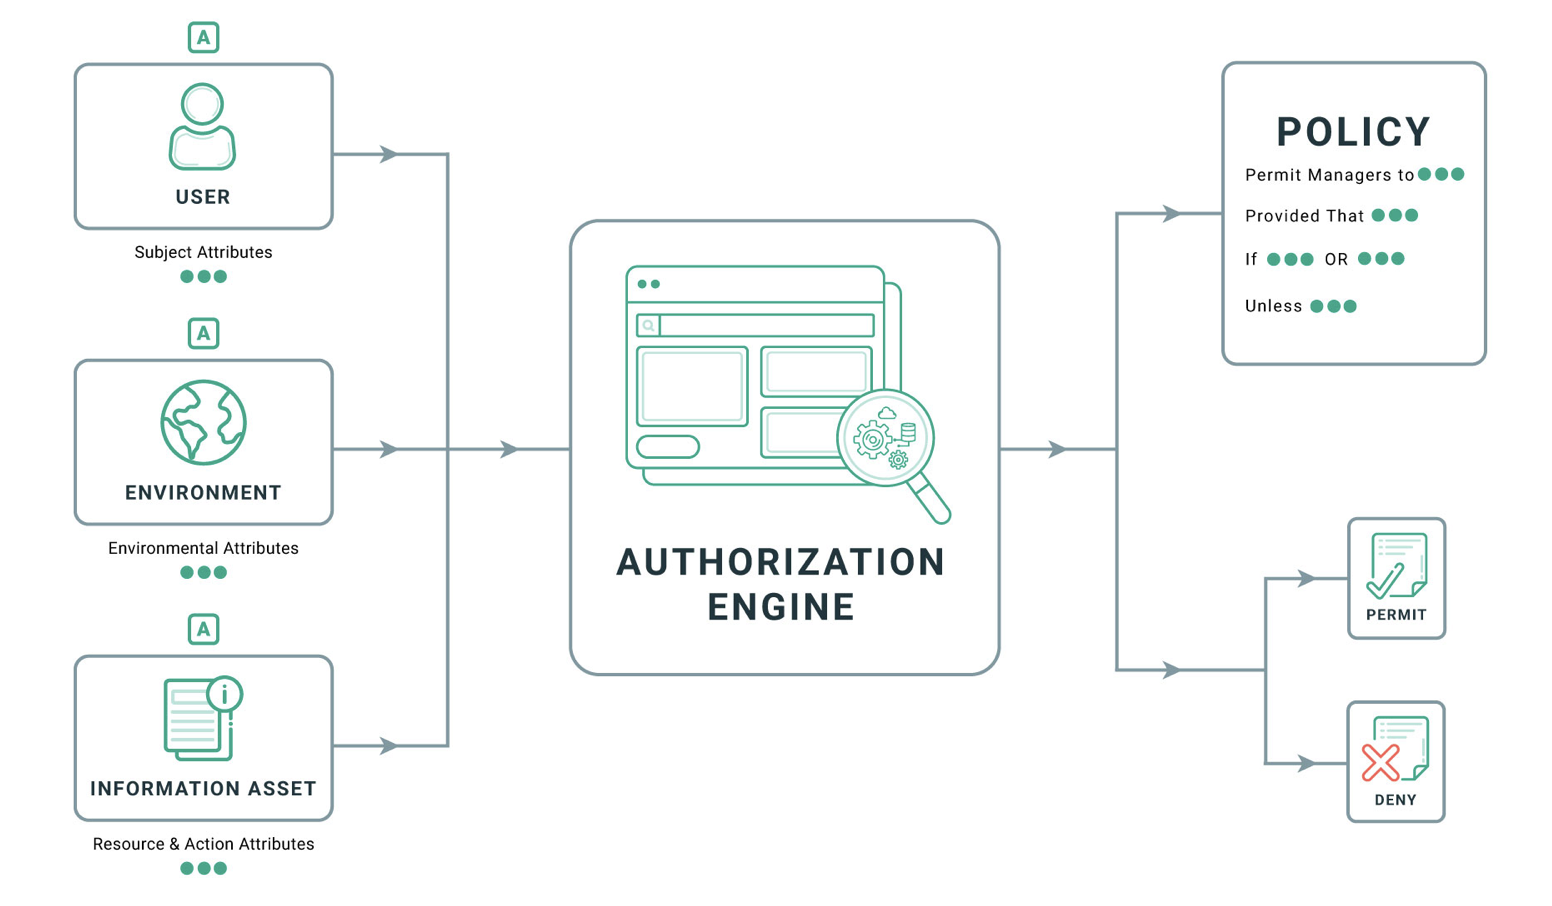 A
USER
Subject Attributes
A
ENVIRONMENT
Environmental Attributes
A
INFORMATION ASSET
Resource & Action Attributes
AUTHORIZATION
ENGINE
POLICY
Permit Managers to
Provided That
If OR
Unless
PERMIT
DENY